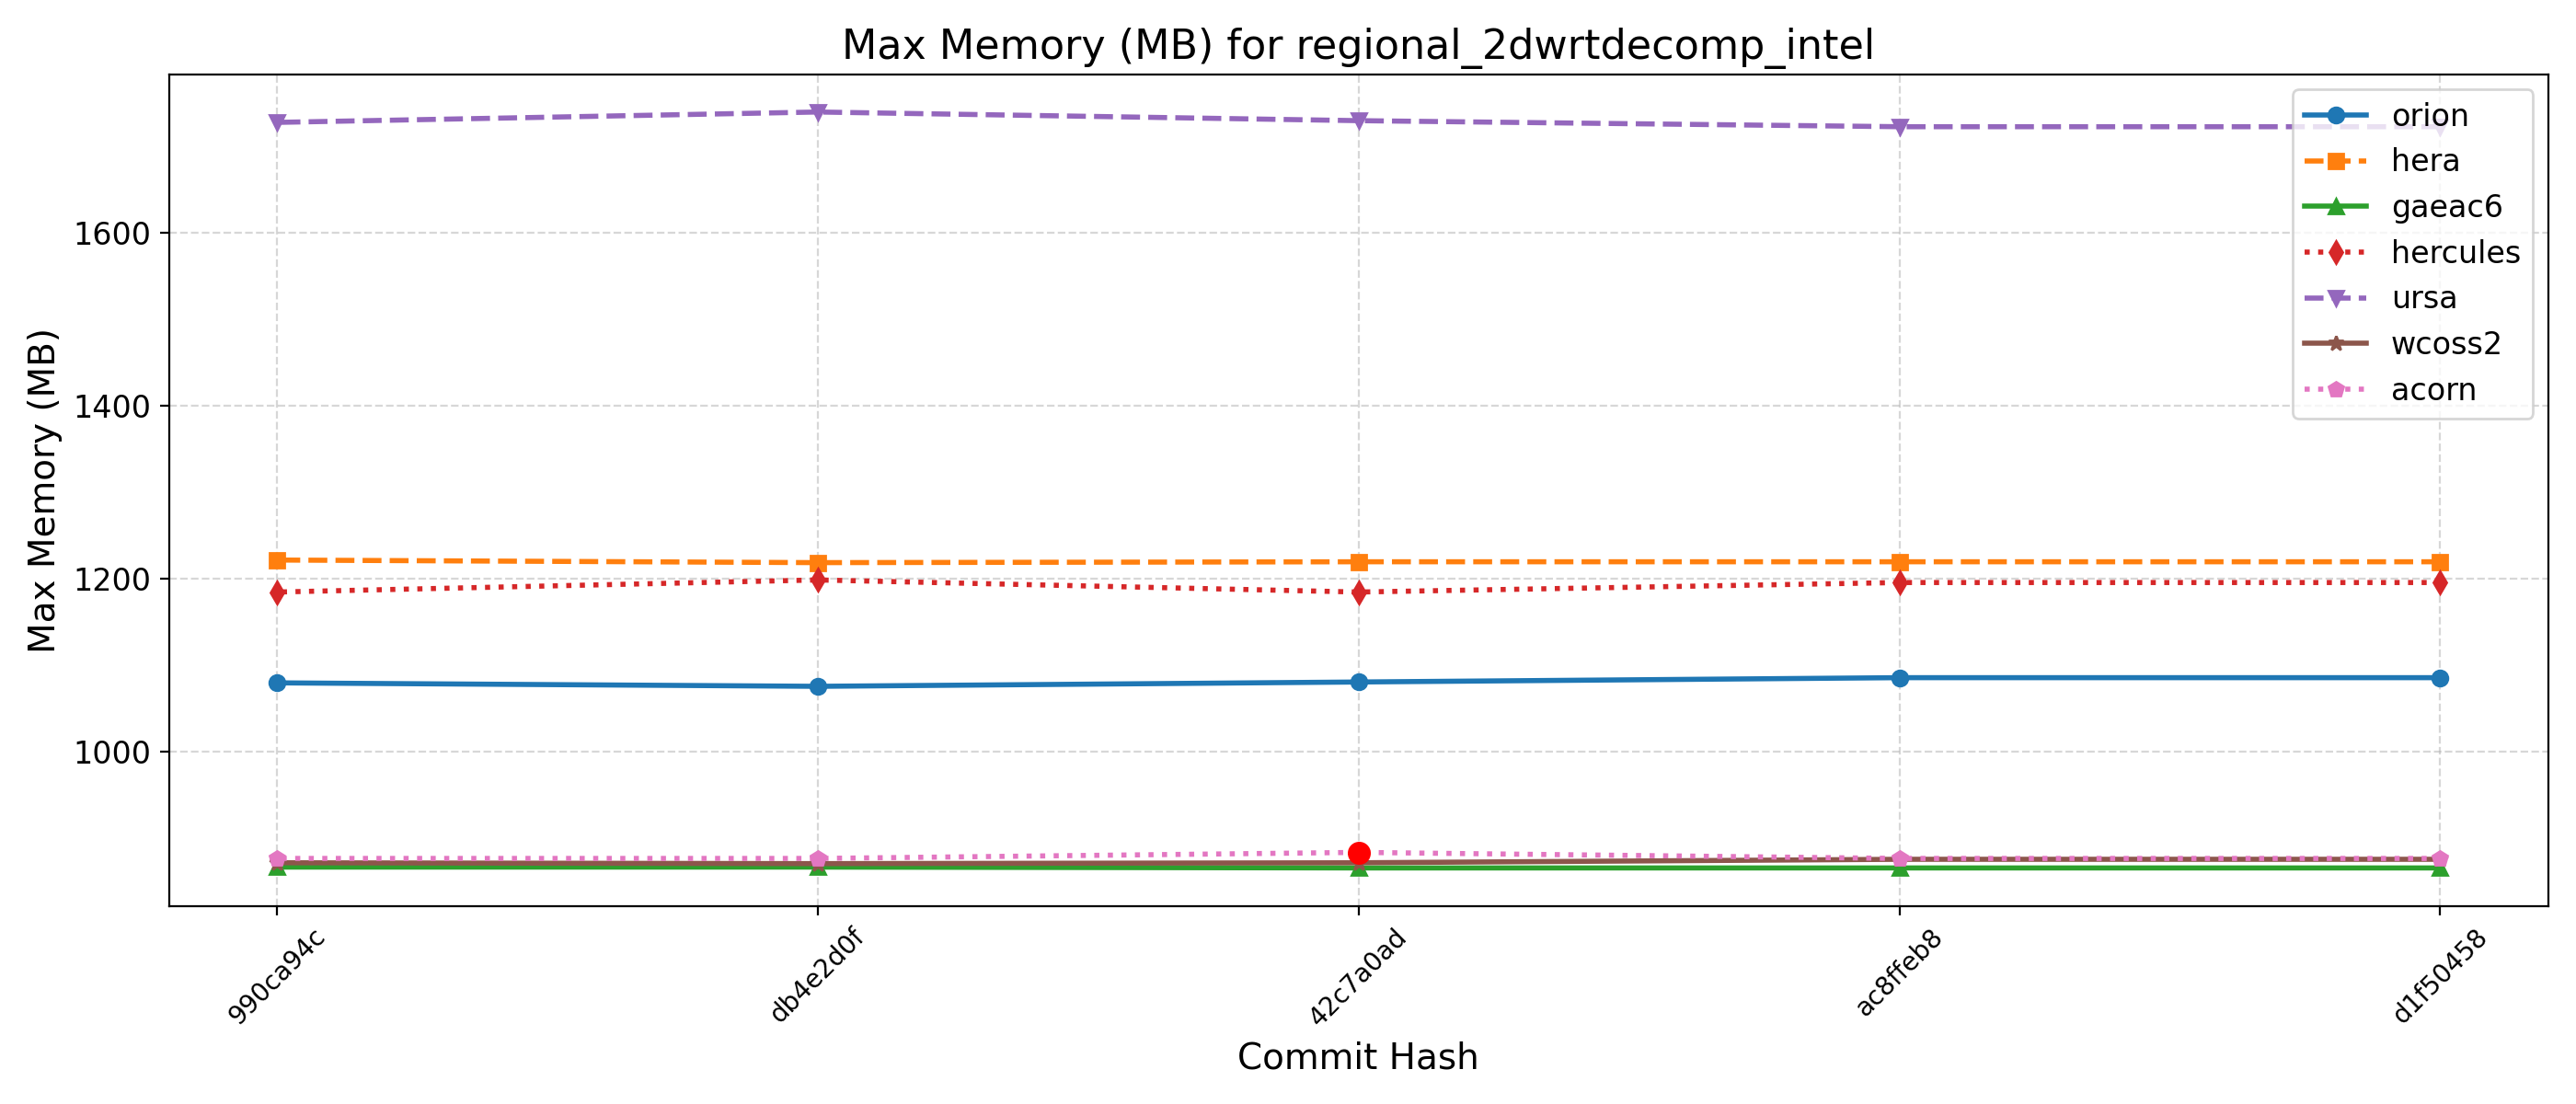 Max Memory (MB) for regional_2dwrtdecomp_intel
Max Memory (MB)
1600
1400
1200
1000
orion
hera
gaeac6
hercules
ursa
wcoss2
acorn
990ca94c
db4e2d0f
42c7a0ad
ac8ffeb8
d1f50458
Commit Hash